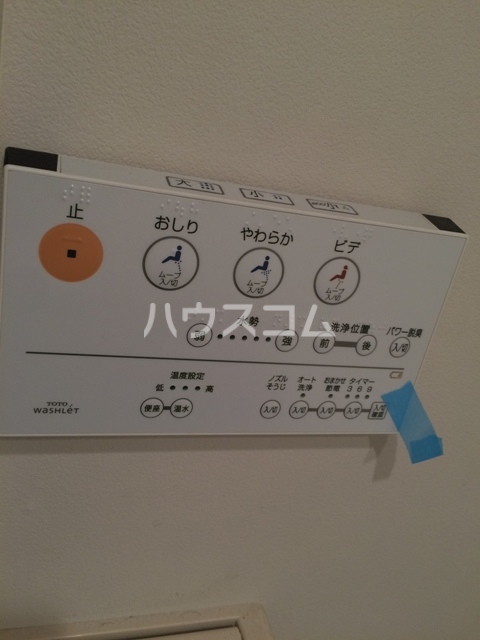 大
小
止
おしり
やわらか
ビデ
ムーブ
入/切
ムーブ
入/切
ムーブ
入/切
ハウスコム
勢
洗浄位置
パワー脱臭
弱
強
前
後
入/切
温度設定
低
高
便座
温水
ノズル
そうじ
オート
洗浄
おまかせ
節電
タイマー
3 6 9
入/切
入/切
入/切
入/切
入/切
確認
TOTO
WASHLET